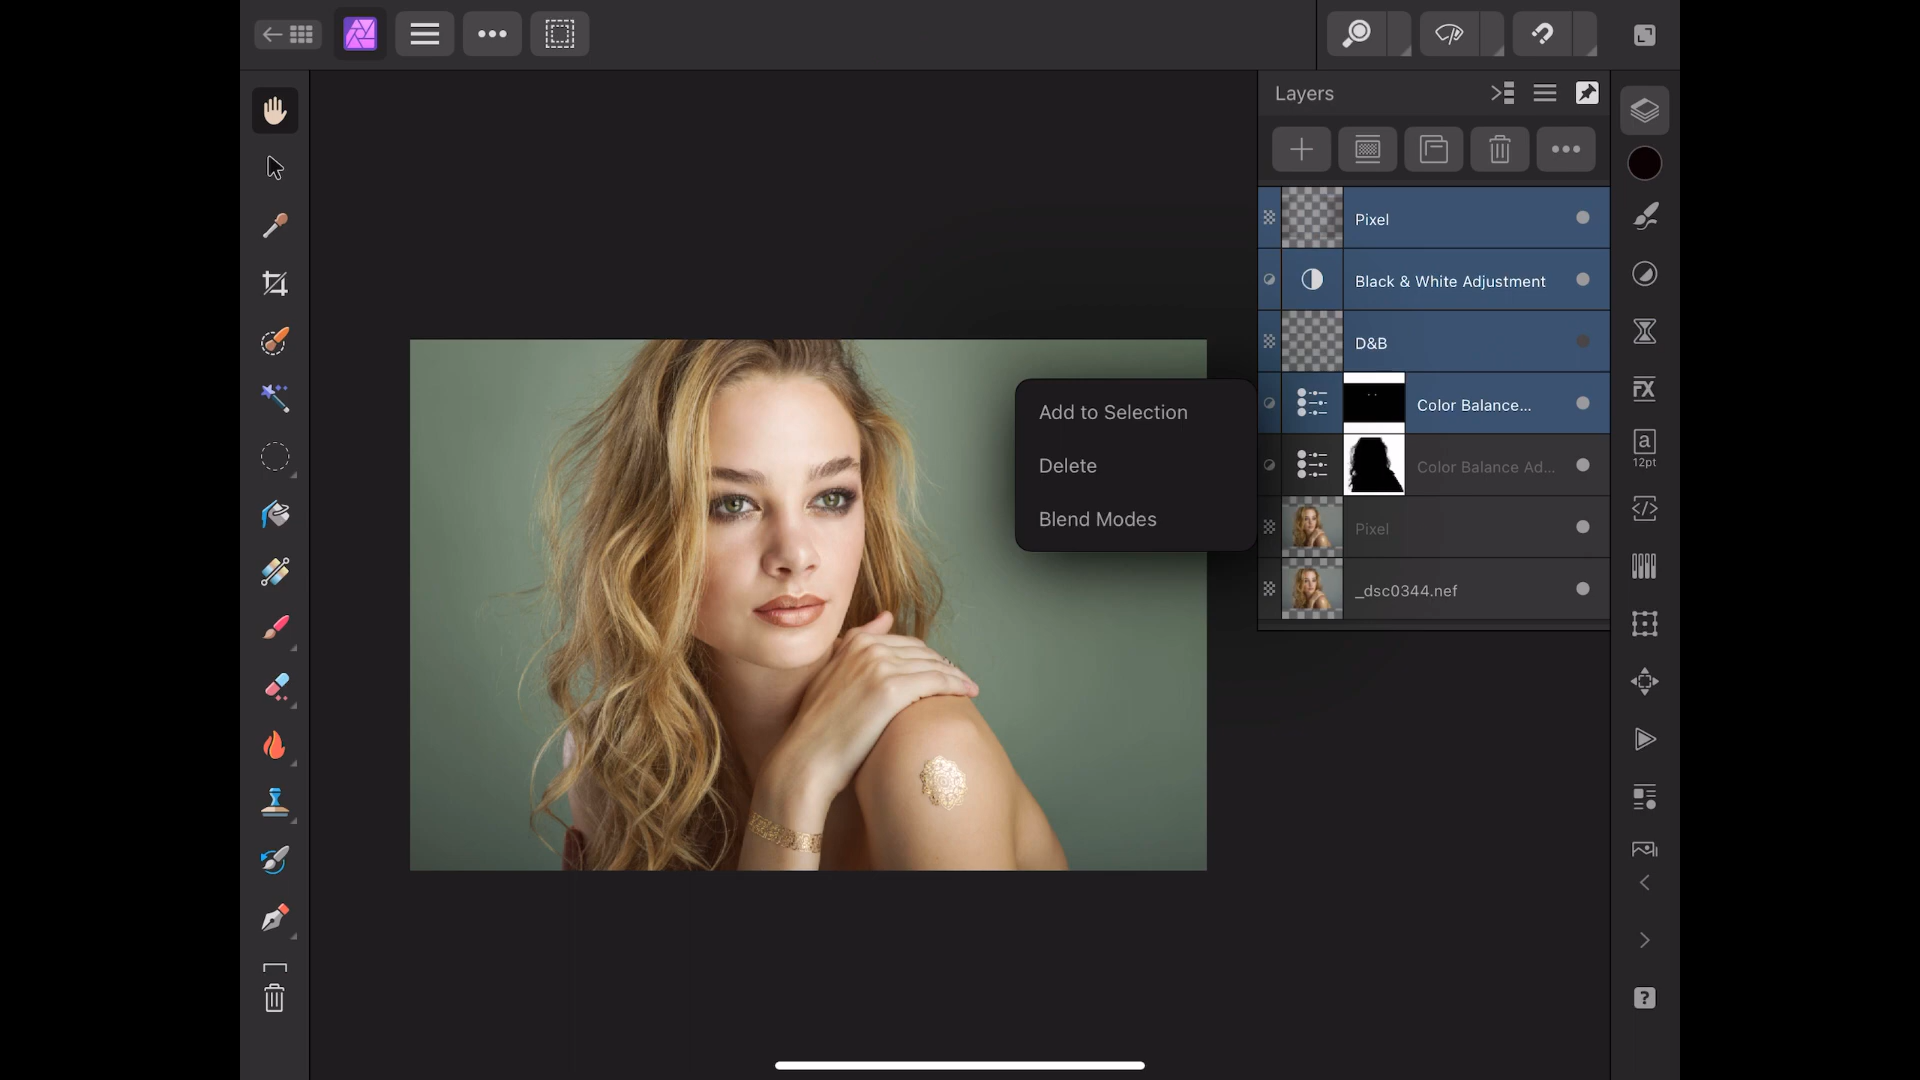 Layers
Pixel
Black & White Adjustment
D&B
Color Balance...
Color Balance Ad...
Pixel
_dsc0344.nef
Add to Selection
Delete
Blend Modes
FX
a
12pt
?